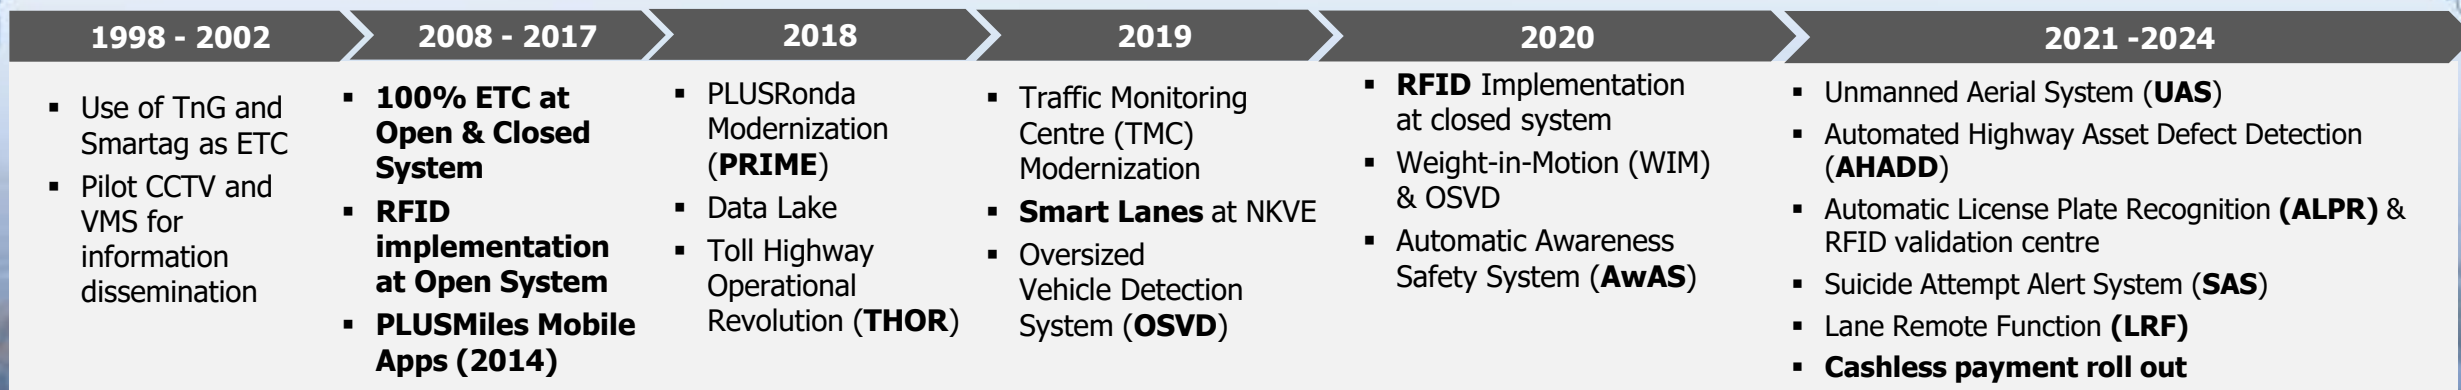 1998 - 2002
▪ Use of TnG and
Smartag as ETC
▪ Pilot CCTV and
VMS for
information
dissemination
2008 - 2017
▪ 100% ETC at
Open & Closed
System
▪ RFID
implementation
at Open System
▪ PLUSMiles Mobile
Apps (2014)
2018
▪ PLUSRonda
Modernization
(PRIME)
▪ Data Lake
▪ Toll Highway
Operational
Revolution (THOR)
2019
▪ Traffic Monitoring
Centre (TMC)
Modernization
▪ Smart Lanes at NKVE
▪ Oversized
Vehicle Detection
System (OSVD)
2020
▪ RFID Implementation
at closed system
▪ Weight-in-Motion (WIM)
& OSVD
▪ Automatic Awareness
Safety System (AwAS)
2021 -2024
▪ Unmanned Aerial System (UAS)
▪ Automated Highway Asset Defect Detection
(AHADD)
▪ Automatic License Plate Recognition (ALPR) &
RFID validation centre
▪ Suicide Attempt Alert System (SAS)
▪ Lane Remote Function (LRF)
▪ Cashless payment roll out